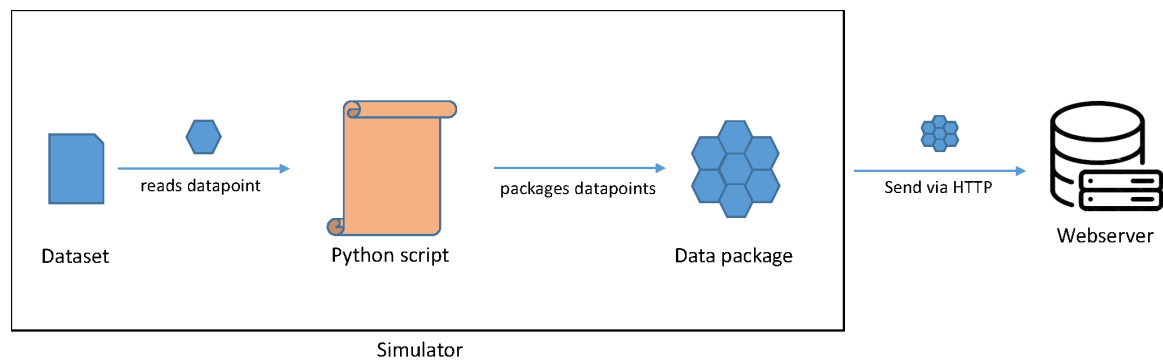 reads datapoint
packages datapoints
Send via HTTP
Dataset
Python script
Data package
Webserver
Simulator